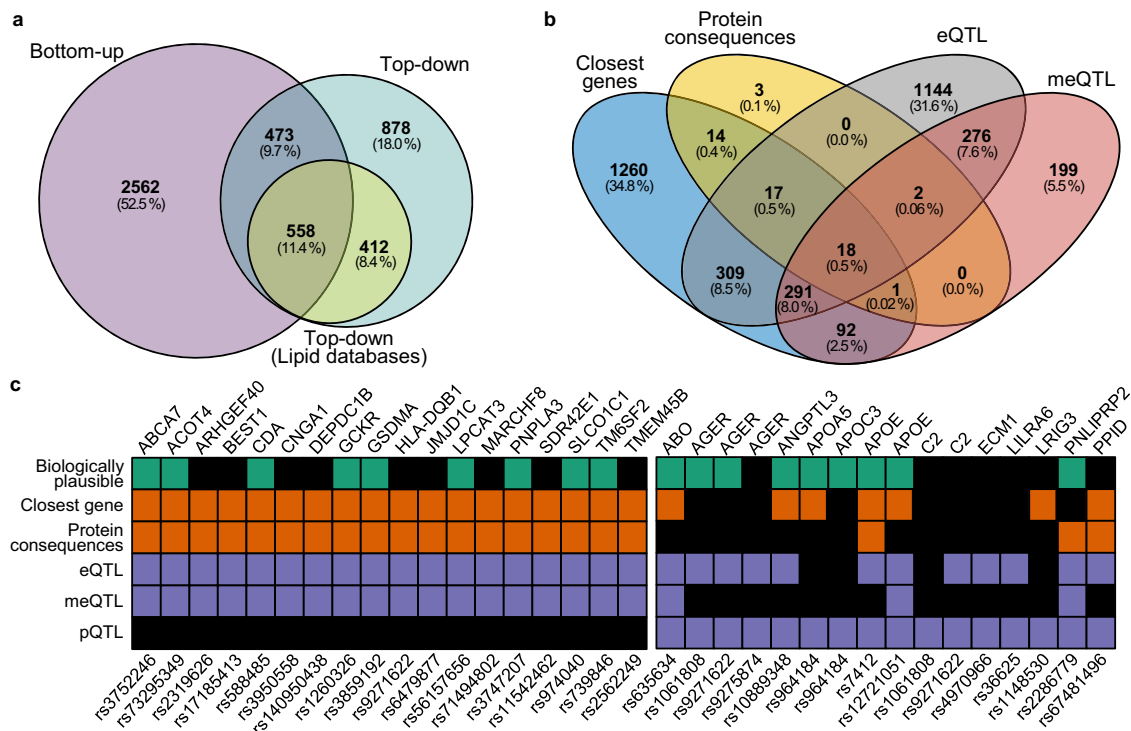 a
Bottom-up
Top-down
2562
(52.5 %)
473
(9.7 %)
878
(18.0 %)
558
(11.4 %)
412
(8.4 %)
Top-down
(Lipid databases)
b
Closest
genes
Protein
consequences
eQTL
meQTL
1260
(34.8 %)
14
(0.4 %)
3
(0.1 %)
0
(0.0 %)
1144
(31.6 %)
276
(7.6 %)
199
(5.5 %)
17
(0.5 %)
2
(0.06 %)
18
(0.5 %)
309
(8.5 %)
291
(8.0 %)
1
(0.02 %)
0
(0.0 %)
92
(2.5 %)
c
ABCA7
ACOT4
ARHGEF40
BEST1
CDA
CNGA1
DEPDC1B
GCKR
GSDMA
HLA-DQB1
JMJD1C
LPCAT3
MARCHF8
PNPLA3
SDR42E1
SLCO1C1
TM6SF2
TMEM45B
ABO
AGER
AGER
AGER
ANGPTL3
APOA5
APOC3
APOE
APOE
C2
C2
ECM1
LILRA6
LRIG3
PNLIPRP2
PPID
Biologically
plausible
Closest gene
Protein
consequences
eQTL
meQTL
pQTL
rs3752246
rs73295349
rs2319626
rs17185413
rs588485
rs3950558
rs140950438
rs1260326
rs3859192
rs9271622
rs6479877
rs56157656
rs71494802
rs3747207
rs11542462
rs974040
rs739846
rs2562249
rs635634
rs1061808
rs9271622
rs9275874
rs10889348
rs964184
rs964184
rs7412
rs12721051
rs1061808
rs9271622
rs4970966
rs36625
rs11148530
rs2286779
rs67481496